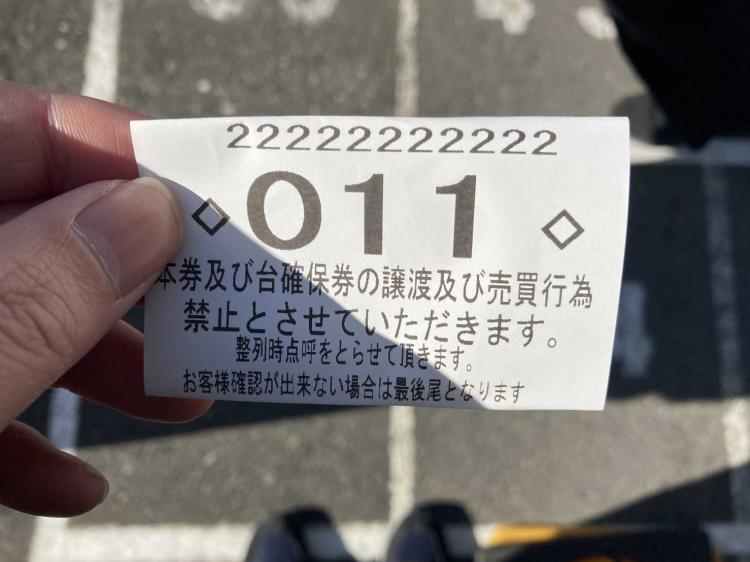 22222222222222
◇ 011 ◇
本券及び台確保券の譲渡及び売買行為
禁止とさせていただきます。
整列時点呼をとらせて頂きます。
お客様確認が出来ない場合は最後尾となります